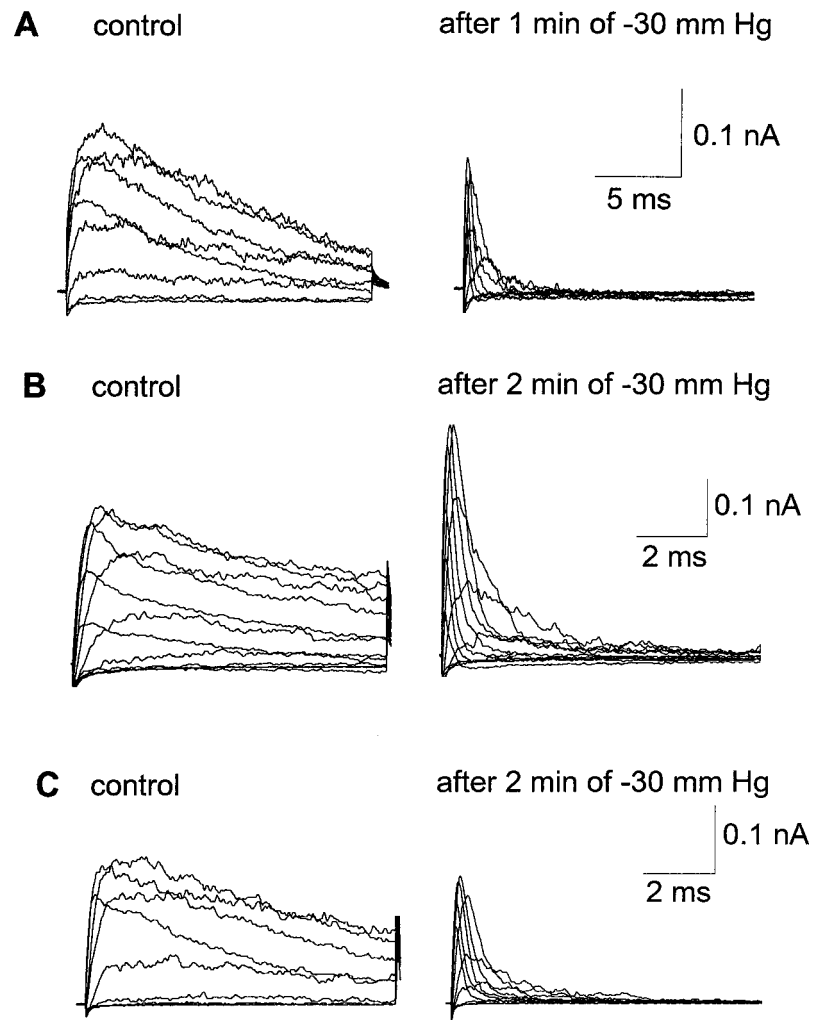 A control after 1 min of -30 mm Hg
0.1 nA
5 ms
B control after 2 min of -30 mm Hg
0.1 nA
2 ms
C control after 2 min of -30 mm Hg
0.1 nA
2 ms